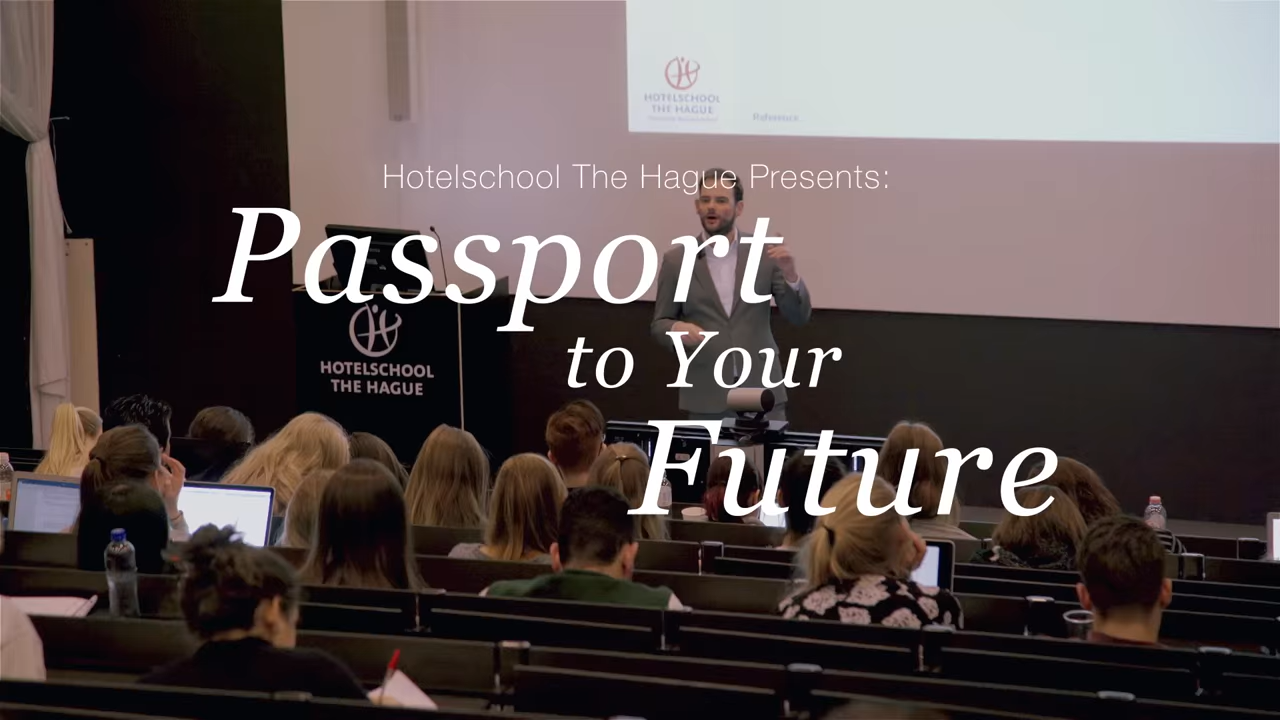 HOTELSCHOOL
THE HAGUE
Hotelschool The Hague Presents:
Passport
to Your
Future
HOTELSCHOOL
THE HAGUE